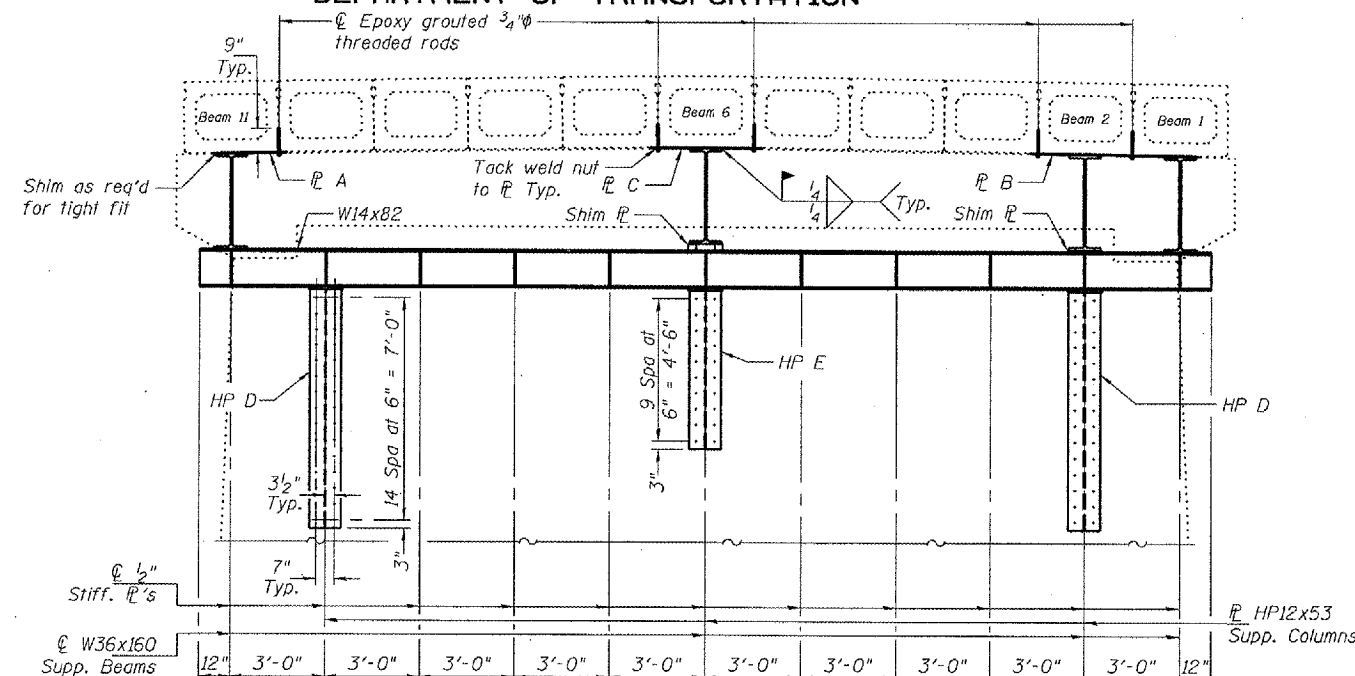 DEPARTMENT OF TRANSPORTATION
℄ Epoxy grouted 3/4"ϕ
threaded rods
9"
Typ.
Beam 11
Beam 6
Beam 2
Beam 1
Shim as req'd
for tight fit
℄ A
Tack weld nut
to ℄ Typ.
℄ C
1/4
1/4
Typ.
℄ B
W14x82
Shim ℄
Shim ℄
HP D
14 Spa at 6" = 7'-0"
9 Spa at
6" = 4'-6"
HP E
HP D
3 1/2"
Typ.
3"
3"
7"
Typ.
℄ 1/2"
Stiff. ℄'s
℄ HP12x53
Supp. Columns
℄ W36x160
Supp. Beams
12" 3'-0" 3'-0" 3'-0" 3'-0" 3'-0" 3'-0" 3'-0" 3'-0" 3'-0" 3'-0" 12"